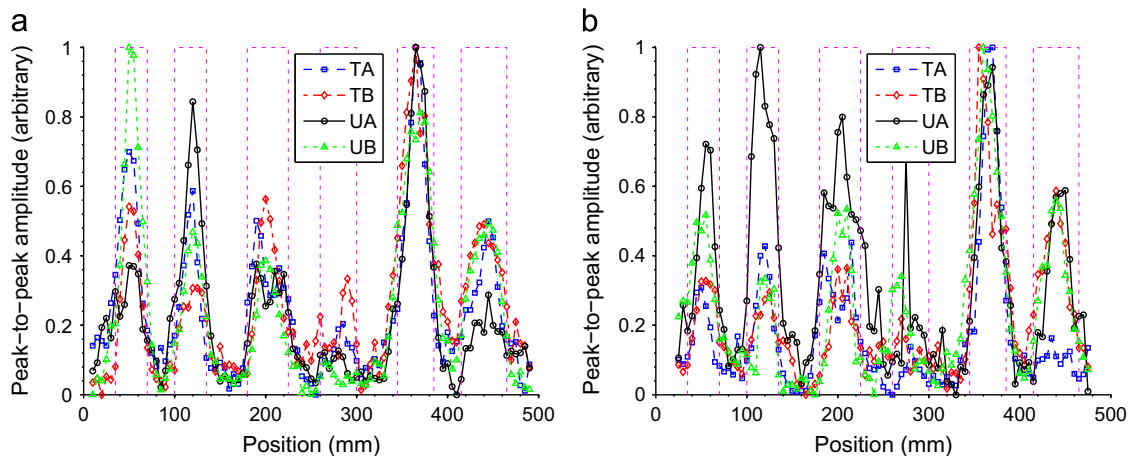 a
Peak-to-peak amplitude (arbitrary)
1
0.8
0.6
0.4
0.2
0
0 100 200 300 400 500
Position (mm)
TA
TB
UA
UB
b
Peak-to-peak amplitude (arbitrary)
1
0.8
0.6
0.4
0.2
0
0 100 200 300 400 500
Position (mm)
TA
TB
UA
UB